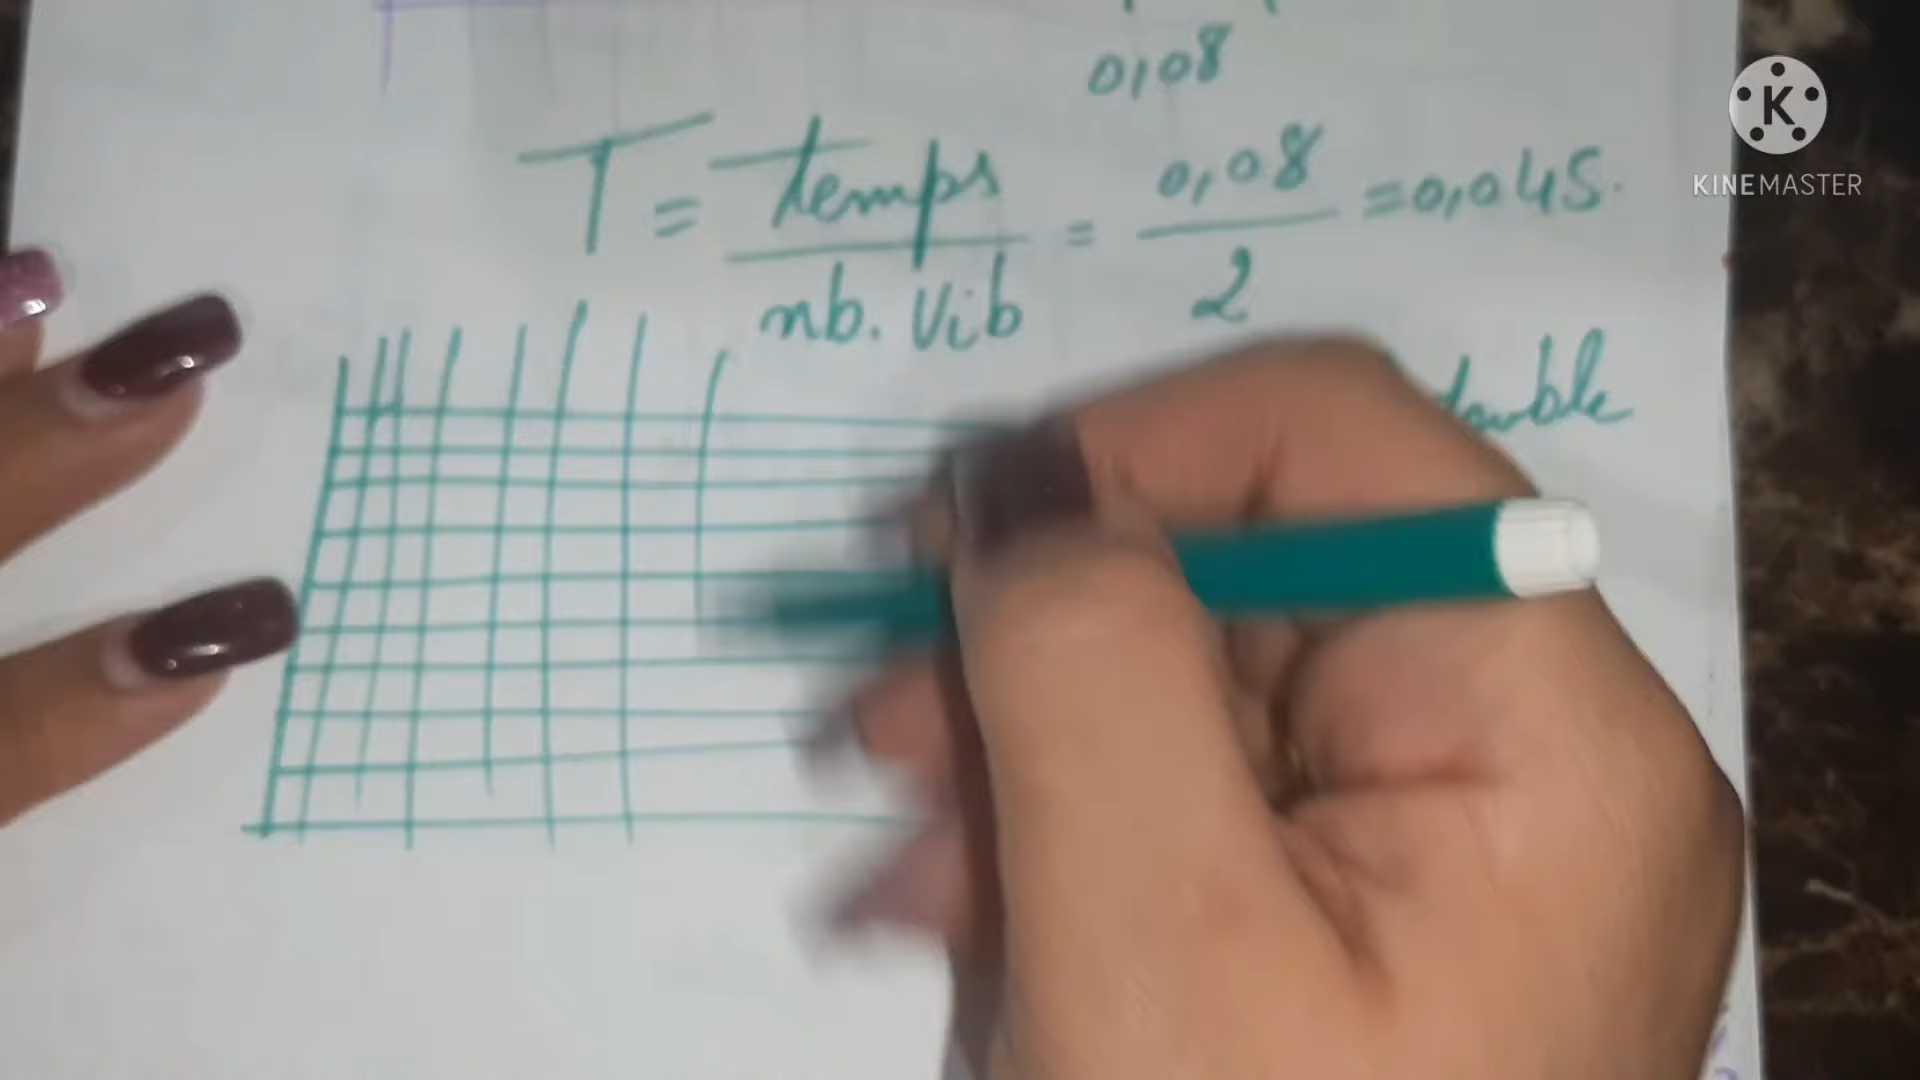 0,08
T = temps / nb. Vib = 0,08 / 2 = 0,04S.
double
K
KINEMASTER